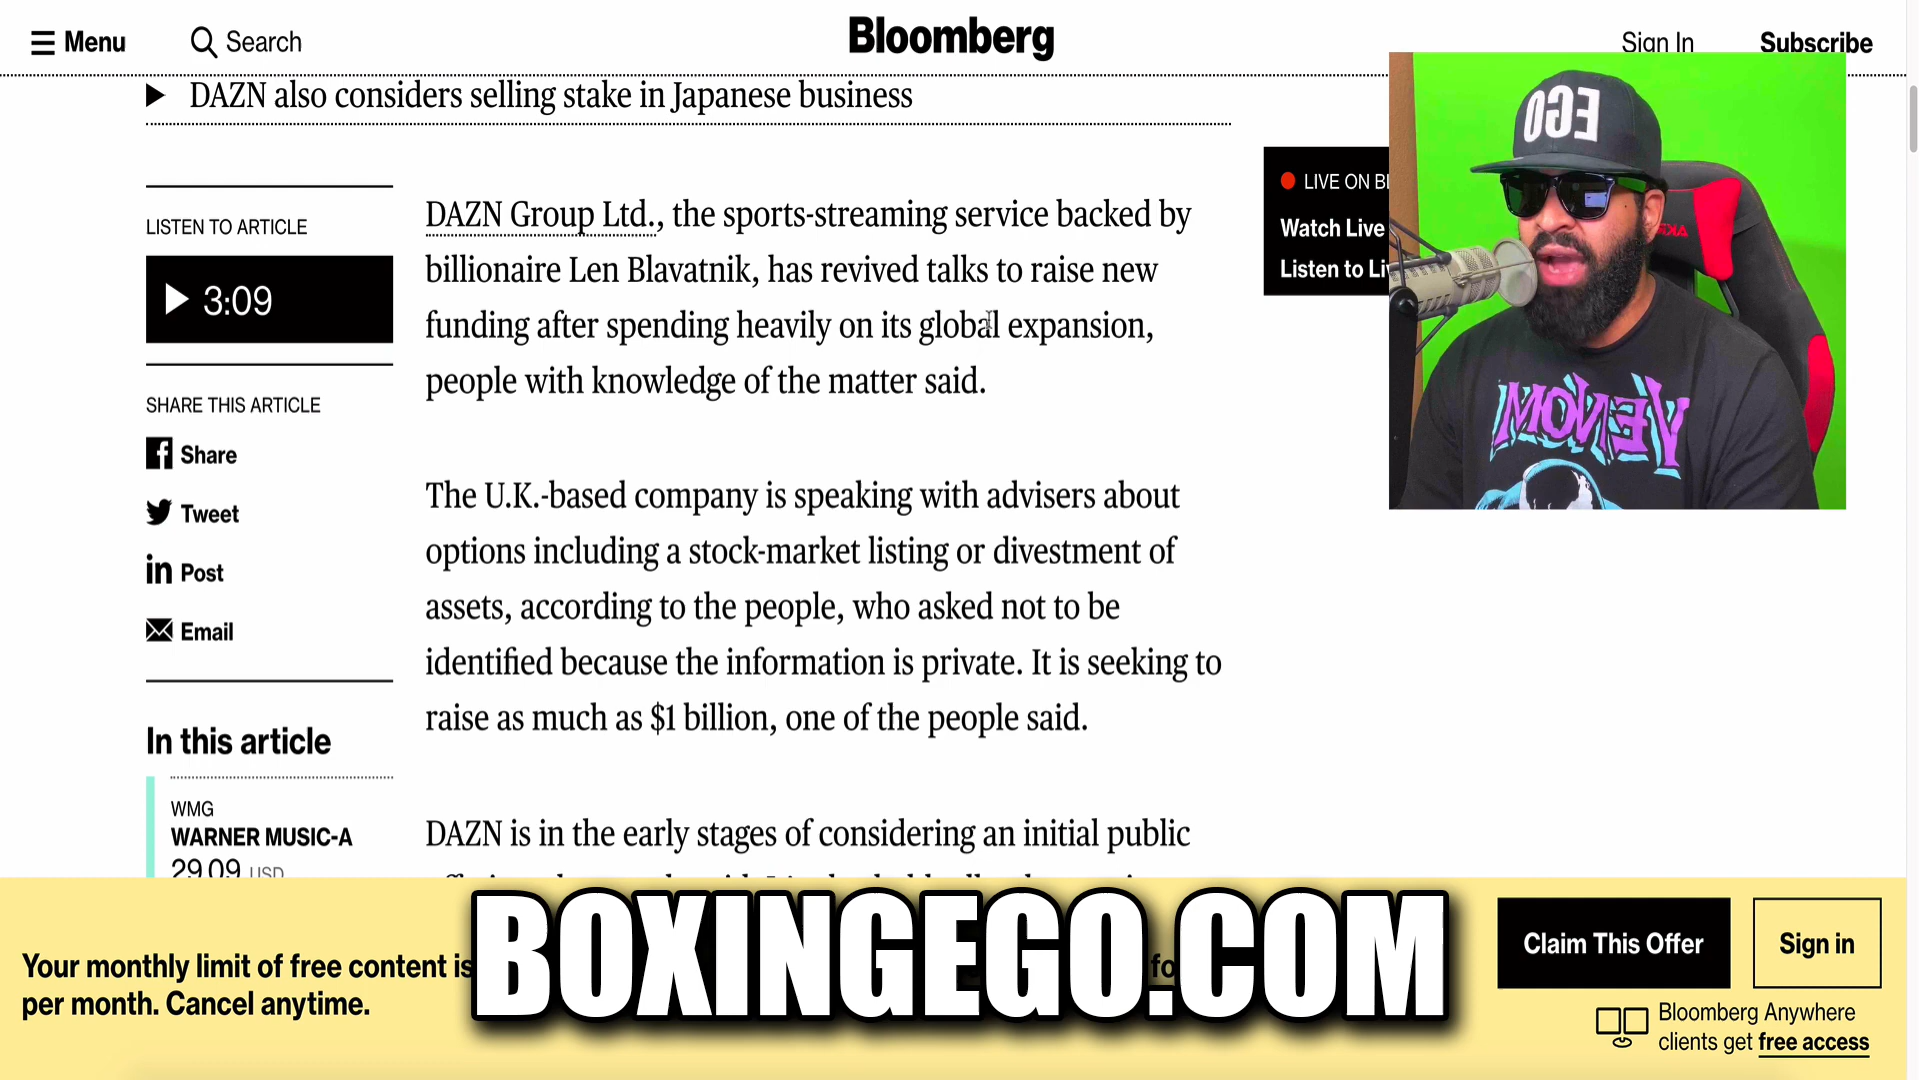 Menu
Search
Bloomberg
Sign In
Subscribe
DAZN also considers selling stake in Japanese business
LISTEN TO ARTICLE
3:09
SHARE THIS ARTICLE
Share
Tweet
Post
Email
In this article
WMG
WARNER MUSIC-A
29.09 USD
DAZN Group Ltd., the sports-streaming service backed by
billionaire Len Blavatnik, has revived talks to raise new
funding after spending heavily on its global expansion,
people with knowledge of the matter said.
The U.K.-based company is speaking with advisers about
options including a stock-market listing or divestment of
assets, according to the people, who asked not to be
identified because the information is private. It is seeking to
raise as much as $1 billion, one of the people said.
DAZN is in the early stages of considering an initial public
LIVE ON
Watch Live
Listen to
EGO
VENOM
Your monthly limit of free content is
per month. Cancel anytime.
BOXINGEGO.COM
Claim This Offer
Sign in
Bloomberg Anywhere
clients get free access